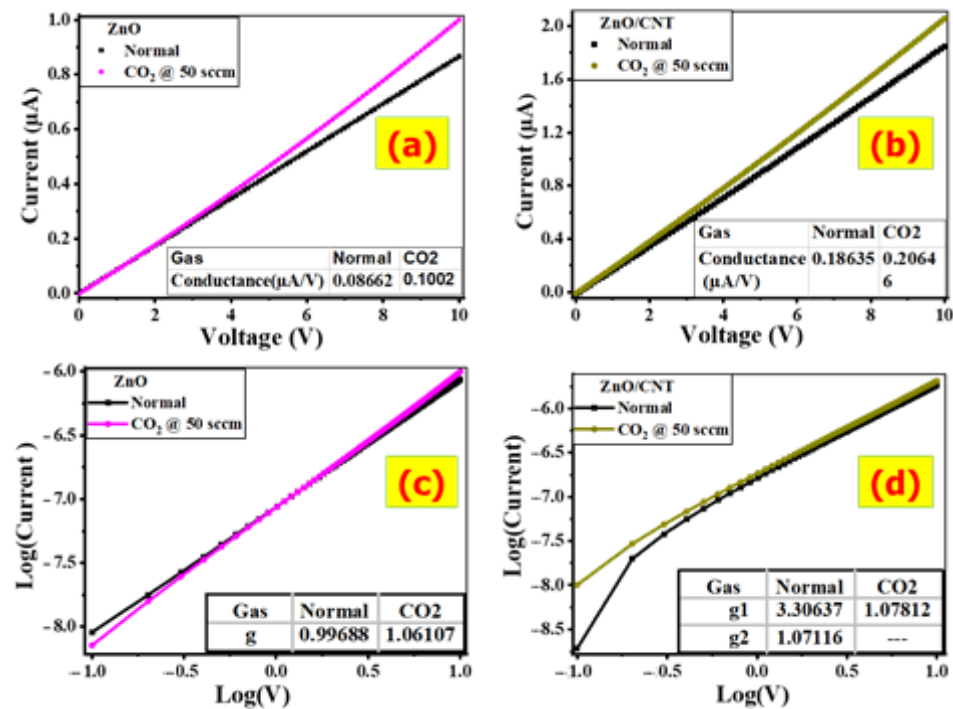 ZnO
Normal
CO₂ @ 50 sccm
(a)
Gas Normal CO2
Conductance(μA/V) 0.08662 0.1002
Current (μA)
1.0
0.8
0.6
0.4
0.2
0.0
0 2 4 6 8 10
Voltage (V)
ZnO/CNT
Normal
CO₂ @ 50 sccm
(b)
Gas Normal CO2
Conductance 0.18635 0.2064
(μA/V) 6
Current (μA)
2.0
1.6
1.2
0.8
0.4
0.0
0 2 4 6 8 10
Voltage (V)
ZnO
Normal
CO₂ @ 50 sccm
(c)
Gas Normal CO2
g 0.99688 1.06107
Log(Current )
−6.0
−6.5
−7.0
−7.5
−8.0
−1.0 −0.5 0.0 0.5 1.0
Log(V)
ZnO/CNT
Normal
CO₂ @ 50 sccm
(d)
Gas Normal CO2
g1 3.30637 1.07812
g2 1.07116 ---
Log(Current)
−6.0
−6.5
−7.0
−7.5
−8.0
−8.5
−1.0 −0.5 0.0 0.5 1.0
Log(V)